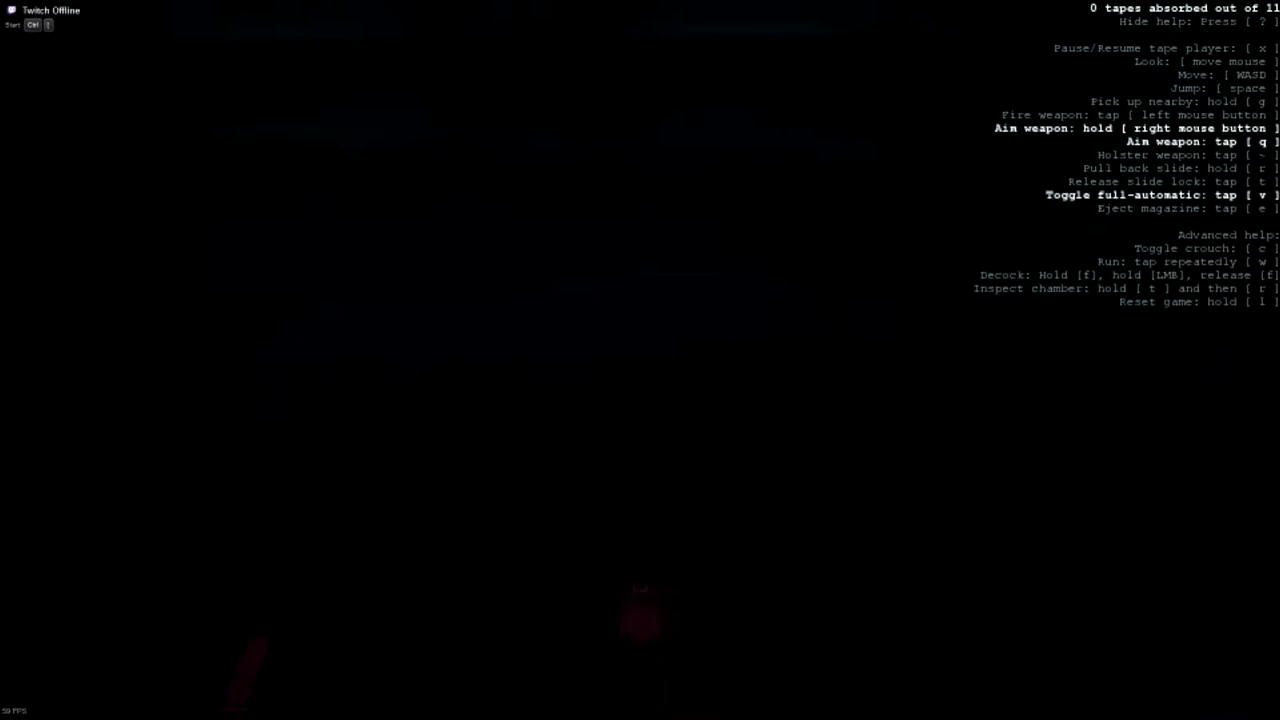 Twitch Offline
Start Ctrl [
0 tapes absorbed out of 11
Hide help: Press [ ? ]
Pause/Resume tape player: [ x ]
Look: [ move mouse ]
Move: [ WASD ]
Jump: [ space ]
Pick up nearby: hold [ g ]
Fire weapon: tap [ left mouse button ]
Aim weapon: hold [ right mouse button ]
Aim weapon: tap [ q ]
Holster weapon: tap [ ~ ]
Pull back slide: hold [ r ]
Release slide lock: tap [ t ]
Toggle full-automatic: tap [ v ]
Eject magazine: tap [ e ]
Advanced help:
Toggle crouch: [ c ]
Run: tap repeatedly [ w ]
Decock: Hold [f], hold [LMB], release [f]
Inspect chamber: hold [ t ] and then [ r ]
Reset game: hold [ l ]
59 FPS